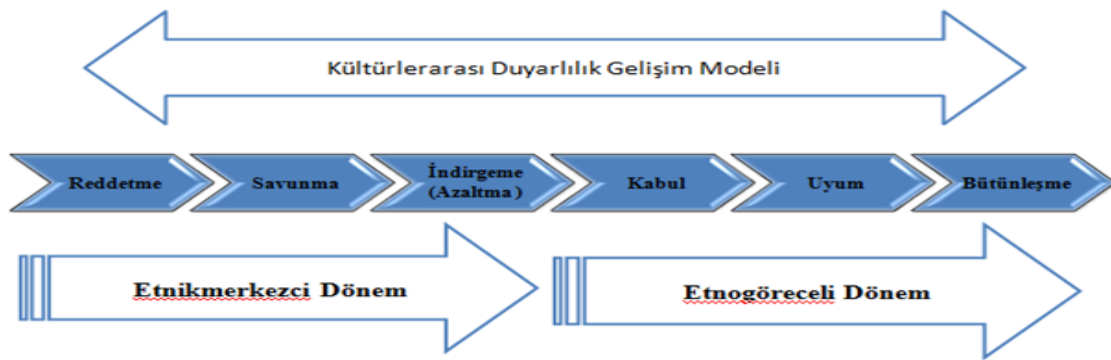 Kültürlerarası Duyarlılık Gelişim Modeli
Reddetme
Savunma
İndirgeme
(Azaltma)
Kabul
Uyum
Bütünleşme
Etnikmerkezci Dönem
Etnogöreceli Dönem